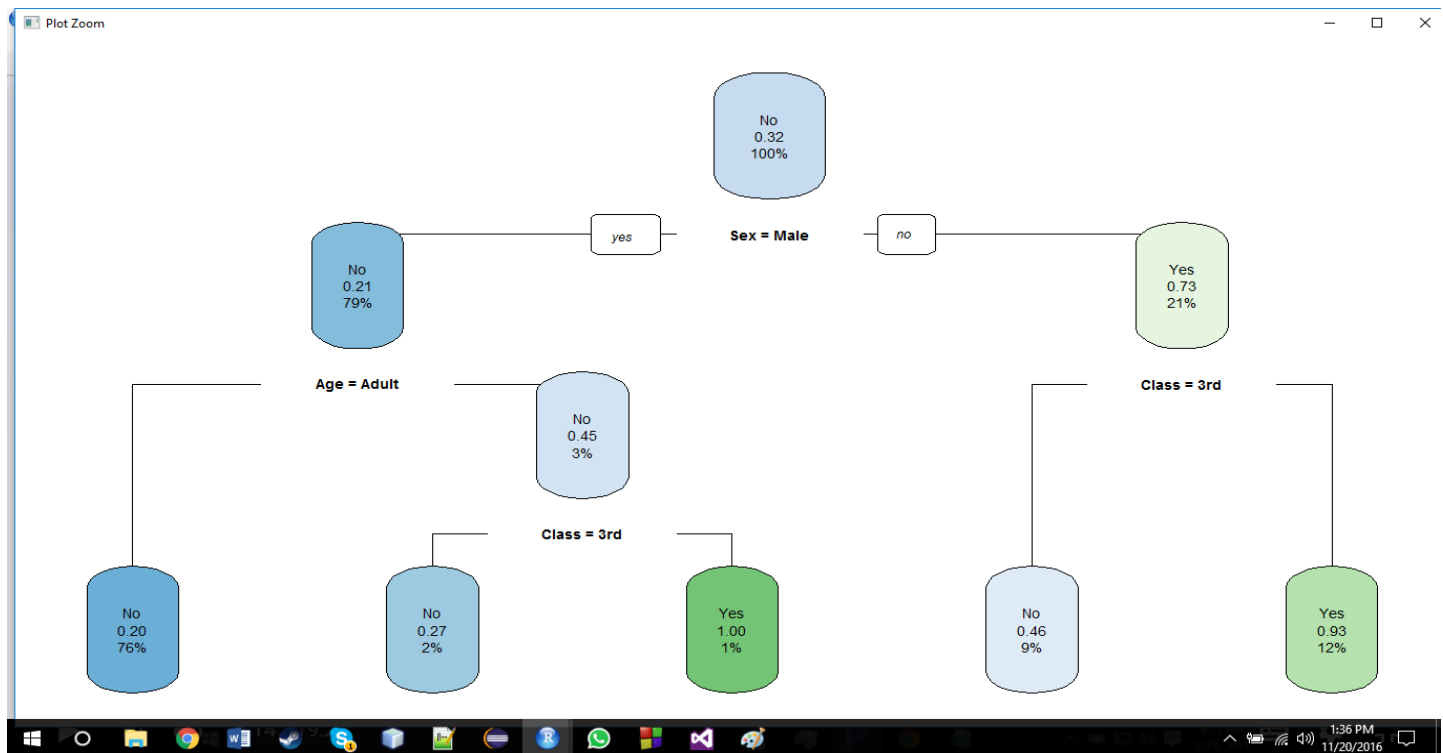 Plot Zoom
No
0.32
100%
yes
Sex = Male
no
No
0.21
79%
Yes
0.73
21%
Age = Adult
No
0.45
3%
Class = 3rd
Class = 3rd
No
0.20
76%
No
0.27
2%
Yes
1.00
1%
No
0.46
9%
Yes
0.93
12%
1:36 PM
11/20/2016